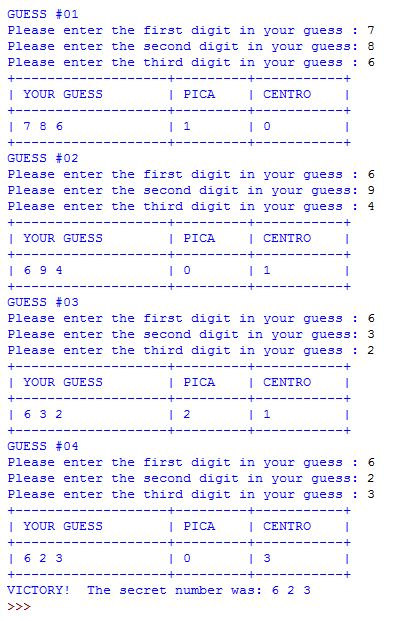 GUESS #01
Please enter the first digit in your guess : 7
Please enter the second digit in your guess: 8
Please enter the third digit in your guess : 6
+-------------------+---------+-----------+
| YOUR GUESS        | PICA    | CENTRO    |
+-------------------+---------+-----------+
| 7 8 6             | 1       | 0         |
+-------------------+---------+-----------+
GUESS #02
Please enter the first digit in your guess : 6
Please enter the second digit in your guess: 9
Please enter the third digit in your guess : 4
+-------------------+---------+-----------+
| YOUR GUESS        | PICA    | CENTRO    |
+-------------------+---------+-----------+
| 6 9 4             | 0       | 1         |
+-------------------+---------+-----------+
GUESS #03
Please enter the first digit in your guess : 6
Please enter the second digit in your guess: 3
Please enter the third digit in your guess : 2
+-------------------+---------+-----------+
| YOUR GUESS        | PICA    | CENTRO    |
+-------------------+---------+-----------+
| 6 3 2             | 2       | 1         |
+-------------------+---------+-----------+
GUESS #04
Please enter the first digit in your guess : 6
Please enter the second digit in your guess: 2
Please enter the third digit in your guess : 3
+-------------------+---------+-----------+
| YOUR GUESS        | PICA    | CENTRO    |
+-------------------+---------+-----------+
| 6 2 3             | 0       | 3         |
+-------------------+---------+-----------+
VICTORY!  The secret number was: 6 2 3
>>>